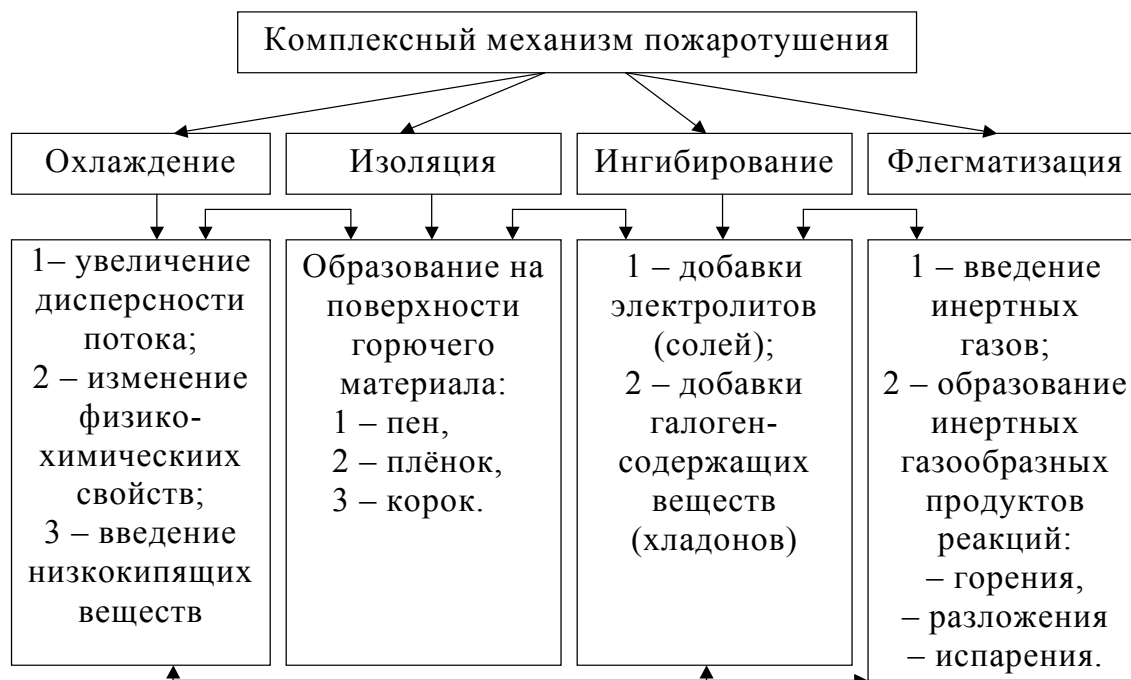 Комплексный механизм пожаротушения
Охлаждение
Изоляция
Ингибирование
Флегматизация
1– увеличение
дисперсности
потока;
2 – изменение
физико-
химическиих
свойств;
3 – введение
низкокипящих
веществ
Образование на
поверхности
горючего
материала:
1 – пен,
2 – плёнок,
3 – корок.
1 – добавки
электролитов
(солей);
2 – добавки
галоген-
содержащих
веществ
(хладонов)
1 – введение
инертных
газов;
2 – образование
инертных
газообразных
продуктов
реакций:
– горения,
– разложения
– испарения.